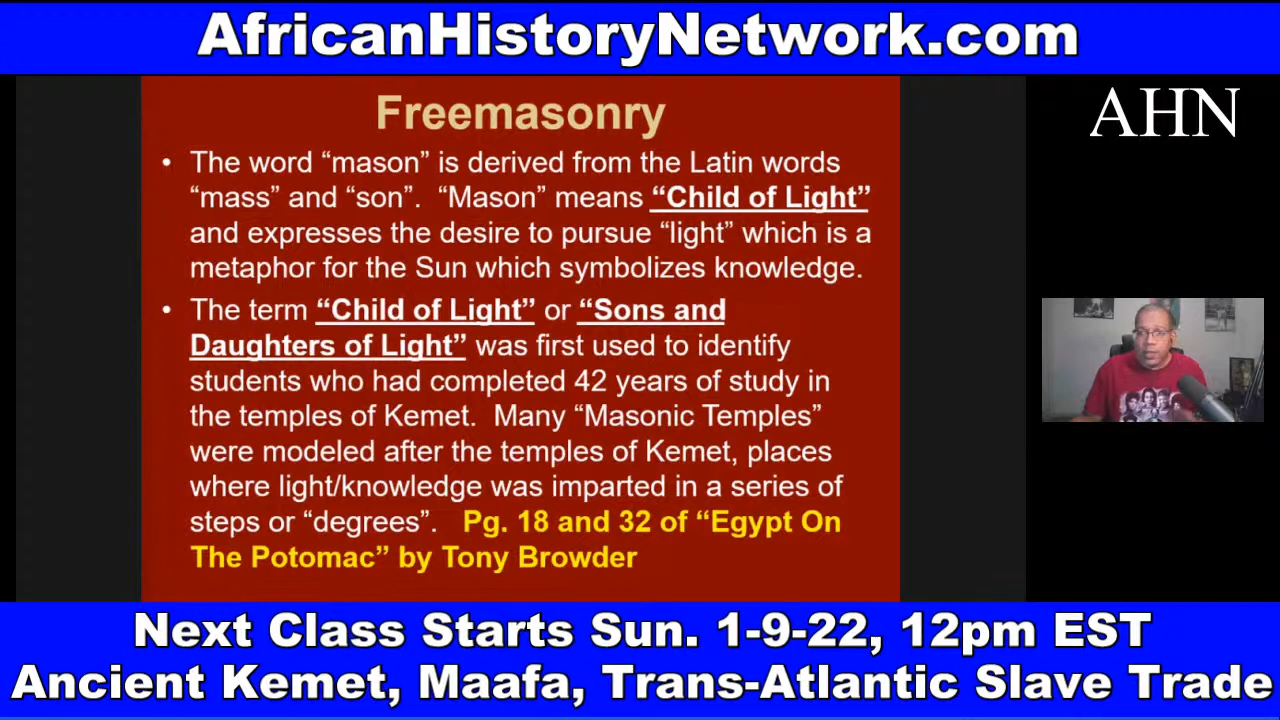 AfricanHistoryNetwork.com
AHN
Freemasonry
• The word “mason” is derived from the Latin words
“mass” and “son”. “Mason” means “Child of Light”
and expresses the desire to pursue “light” which is a
metaphor for the Sun which symbolizes knowledge.
• The term “Child of Light” or “Sons and
Daughters of Light” was first used to identify
students who had completed 42 years of study in
the temples of Kemet. Many “Masonic Temples”
were modeled after the temples of Kemet, places
where light/knowledge was imparted in a series of
steps or “degrees”. Pg. 18 and 32 of “Egypt On
The Potomac” by Tony Browder
Next Class Starts Sun. 1-9-22, 12pm EST
Ancient Kemet, Maafa, Trans-Atlantic Slave Trade